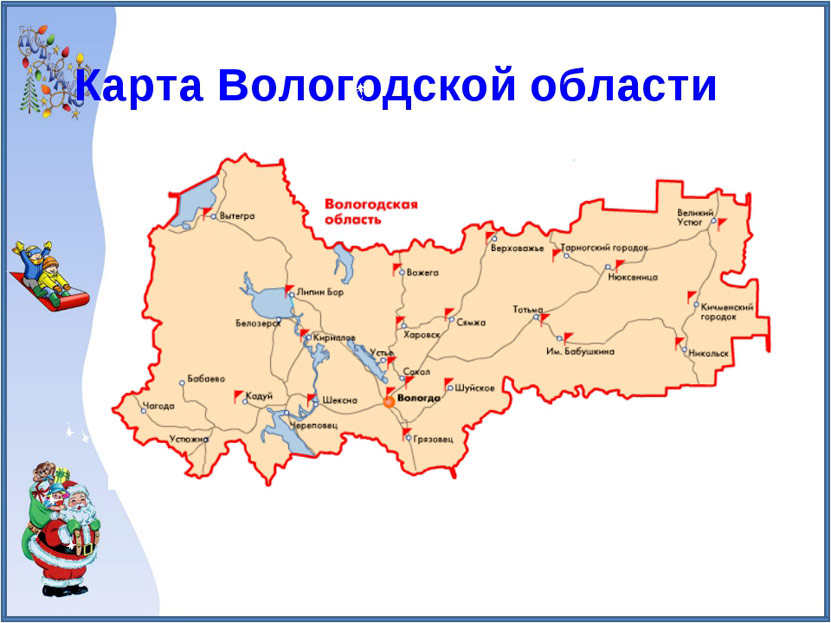 Карта Вологодской области
Вологодская
область
Вытегра
Великий
Устюг
Верховажье
Тарногский городок
Вожега
Нюксеница
Липин Бор
Кичменский
городок
Белозерск
Тотьма
Сямжа
Харовск
Кириллов
Устье
Им. Бабушкина
Никольск
Сокол
Бабаево
Шуйское
Кадуй
Шексна
Вологда
Чагода
Череповец
Устюжна
Грязовец